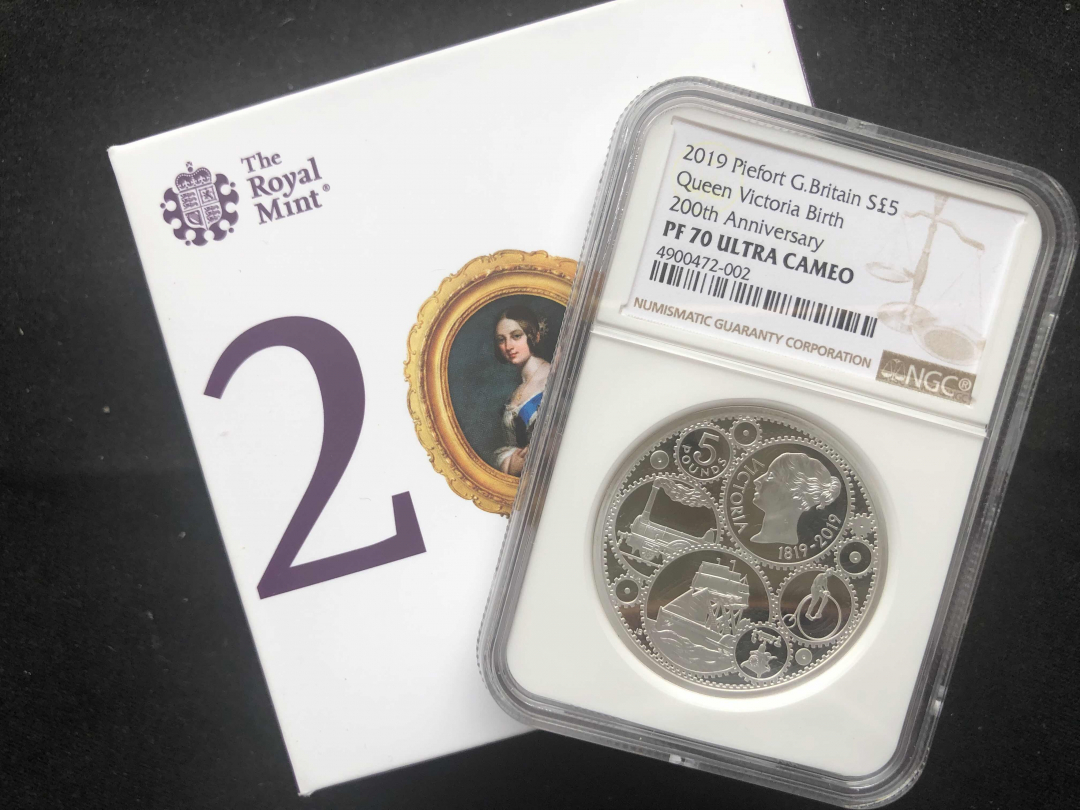 The
Royal
Mint®
2
2019 Piefort G.Britain S£5
Queen Victoria Birth
200th Anniversary
PF 70 ULTRA CAMEO
4900472-002
NUMISMATIC GUARANTY CORPORATION
NGC®
5
POUNDS
VICTORIA
1819-2019